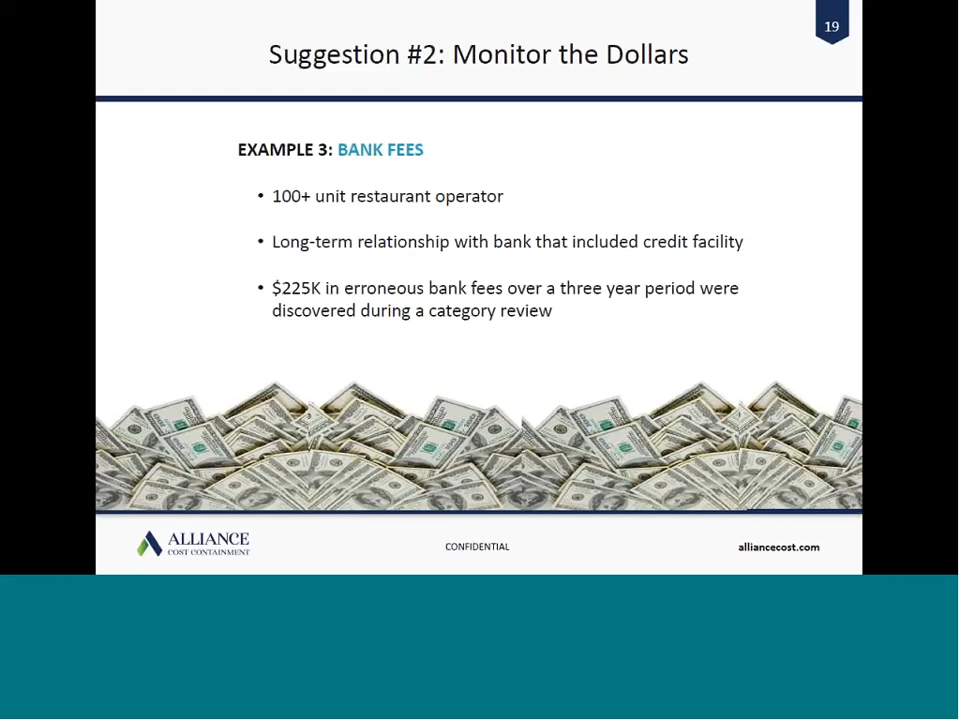 19
Suggestion #2: Monitor the Dollars
EXAMPLE 3: BANK FEES
• 100+ unit restaurant operator
• Long-term relationship with bank that included credit facility
• $225K in erroneous bank fees over a three year period were
discovered during a category review
ALLIANCE
COST CONTAINMENT
CONFIDENTIAL
alliancecost.com